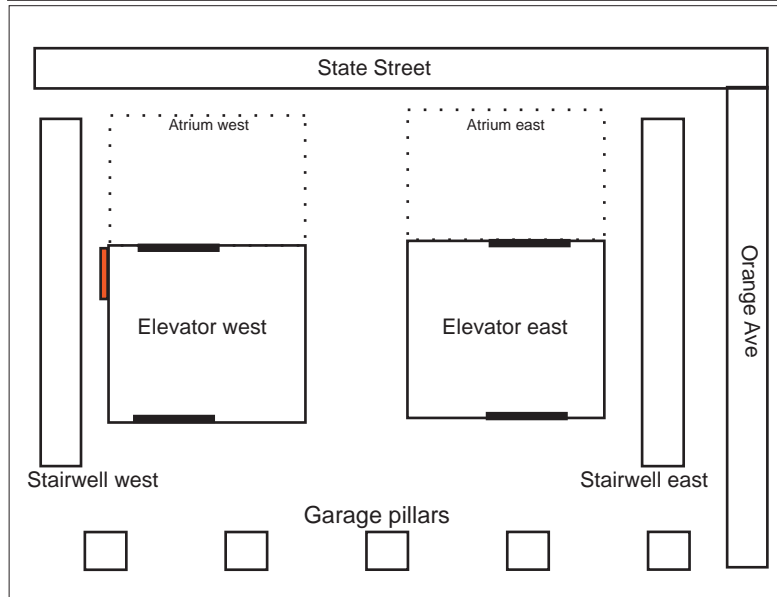 State Street
Atrium west
Atrium east
Orange Ave
Elevator west
Elevator east
Stairwell west
Stairwell east
Garage pillars